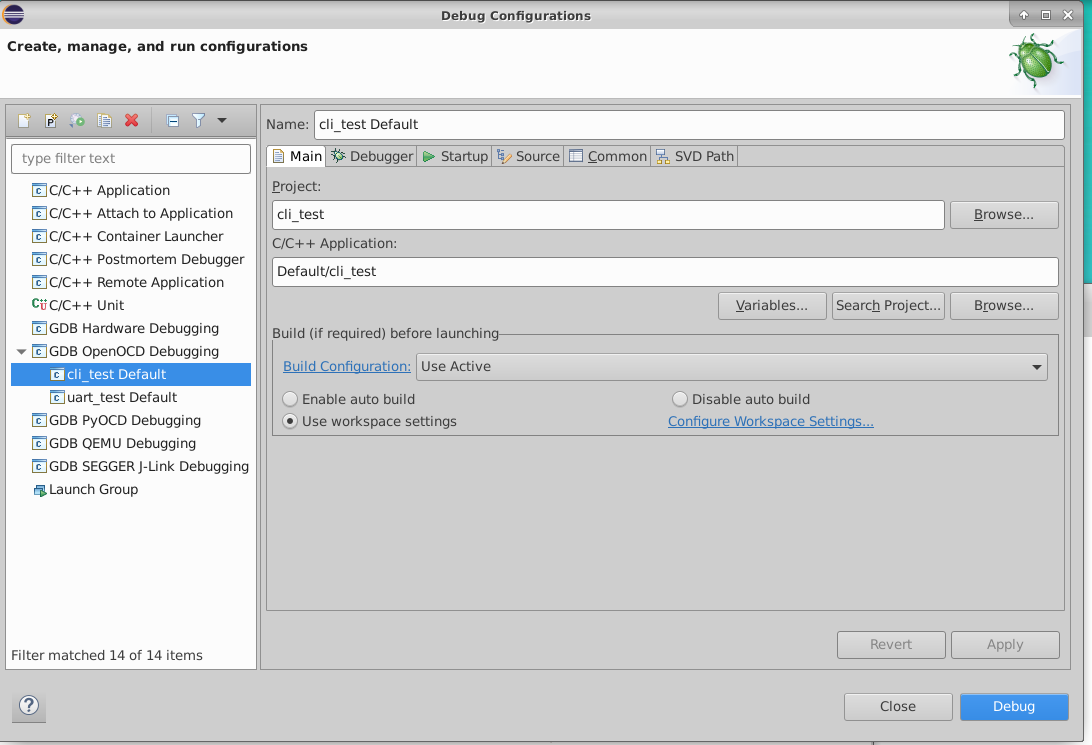 Debug Configurations
Create, manage, and run configurations
type filter text
C/C++ Application
C/C++ Attach to Application
C/C++ Container Launcher
C/C++ Postmortem Debugger
C/C++ Remote Application
C/C++ Unit
GDB Hardware Debugging
GDB OpenOCD Debugging
cli_test Default
uart_test Default
GDB PyOCD Debugging
GDB QEMU Debugging
GDB SEGGER J-Link Debugging
Launch Group
Filter matched 14 of 14 items
Name: cli_test Default
Main Debugger Startup Source Common SVD Path
Project:
cli_test Browse...
C/C++ Application:
Default/cli_test
Variables... Search Project... Browse...
Build (if required) before launching
Build Configuration: Use Active
Enable auto build Disable auto build
Use workspace settings Configure Workspace Settings...
Revert Apply
? Close Debug